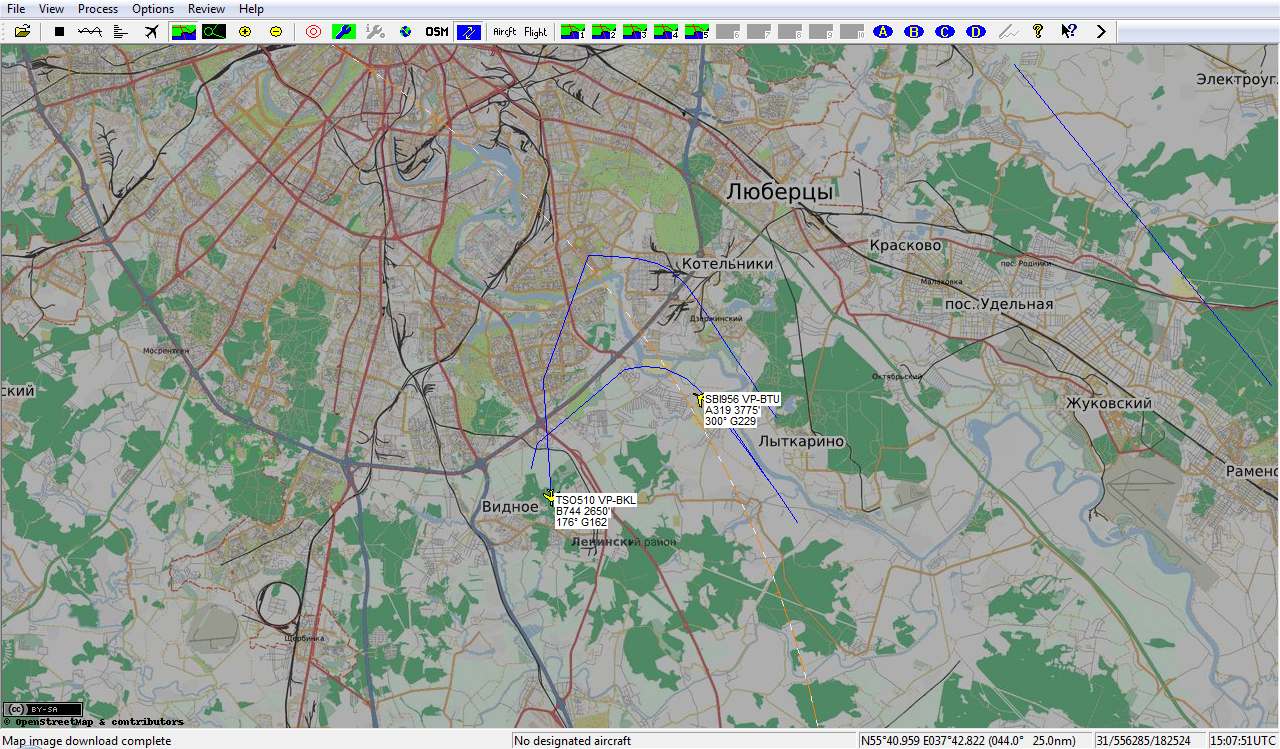 File View Process Options Review Help
OSM Aircft Flight 1 2 3 4 5 6 7 8 9 10 A B C D
Электроуг
Люберцы
Красково
пос. Родники
Котельники
Малаховка
пос. Удельная
Дзержинский
Мосрентген
Октябрьский
ский
SBI956 VP-BTU
A319 3775'
300° G229
Жуковский
Лыткарино
Рамено
TSO510 VP-BKL
B744 2650'
176° G162
Видное
Ленинский район
Щербинка
(cc) BY-SA
© OpenStreetMap & contributors
Map image download complete
No designated aircraft
N55°40.959 E037°42.822 (044.0° 25.0nm)
31/556285/182524
15:07:51UTC